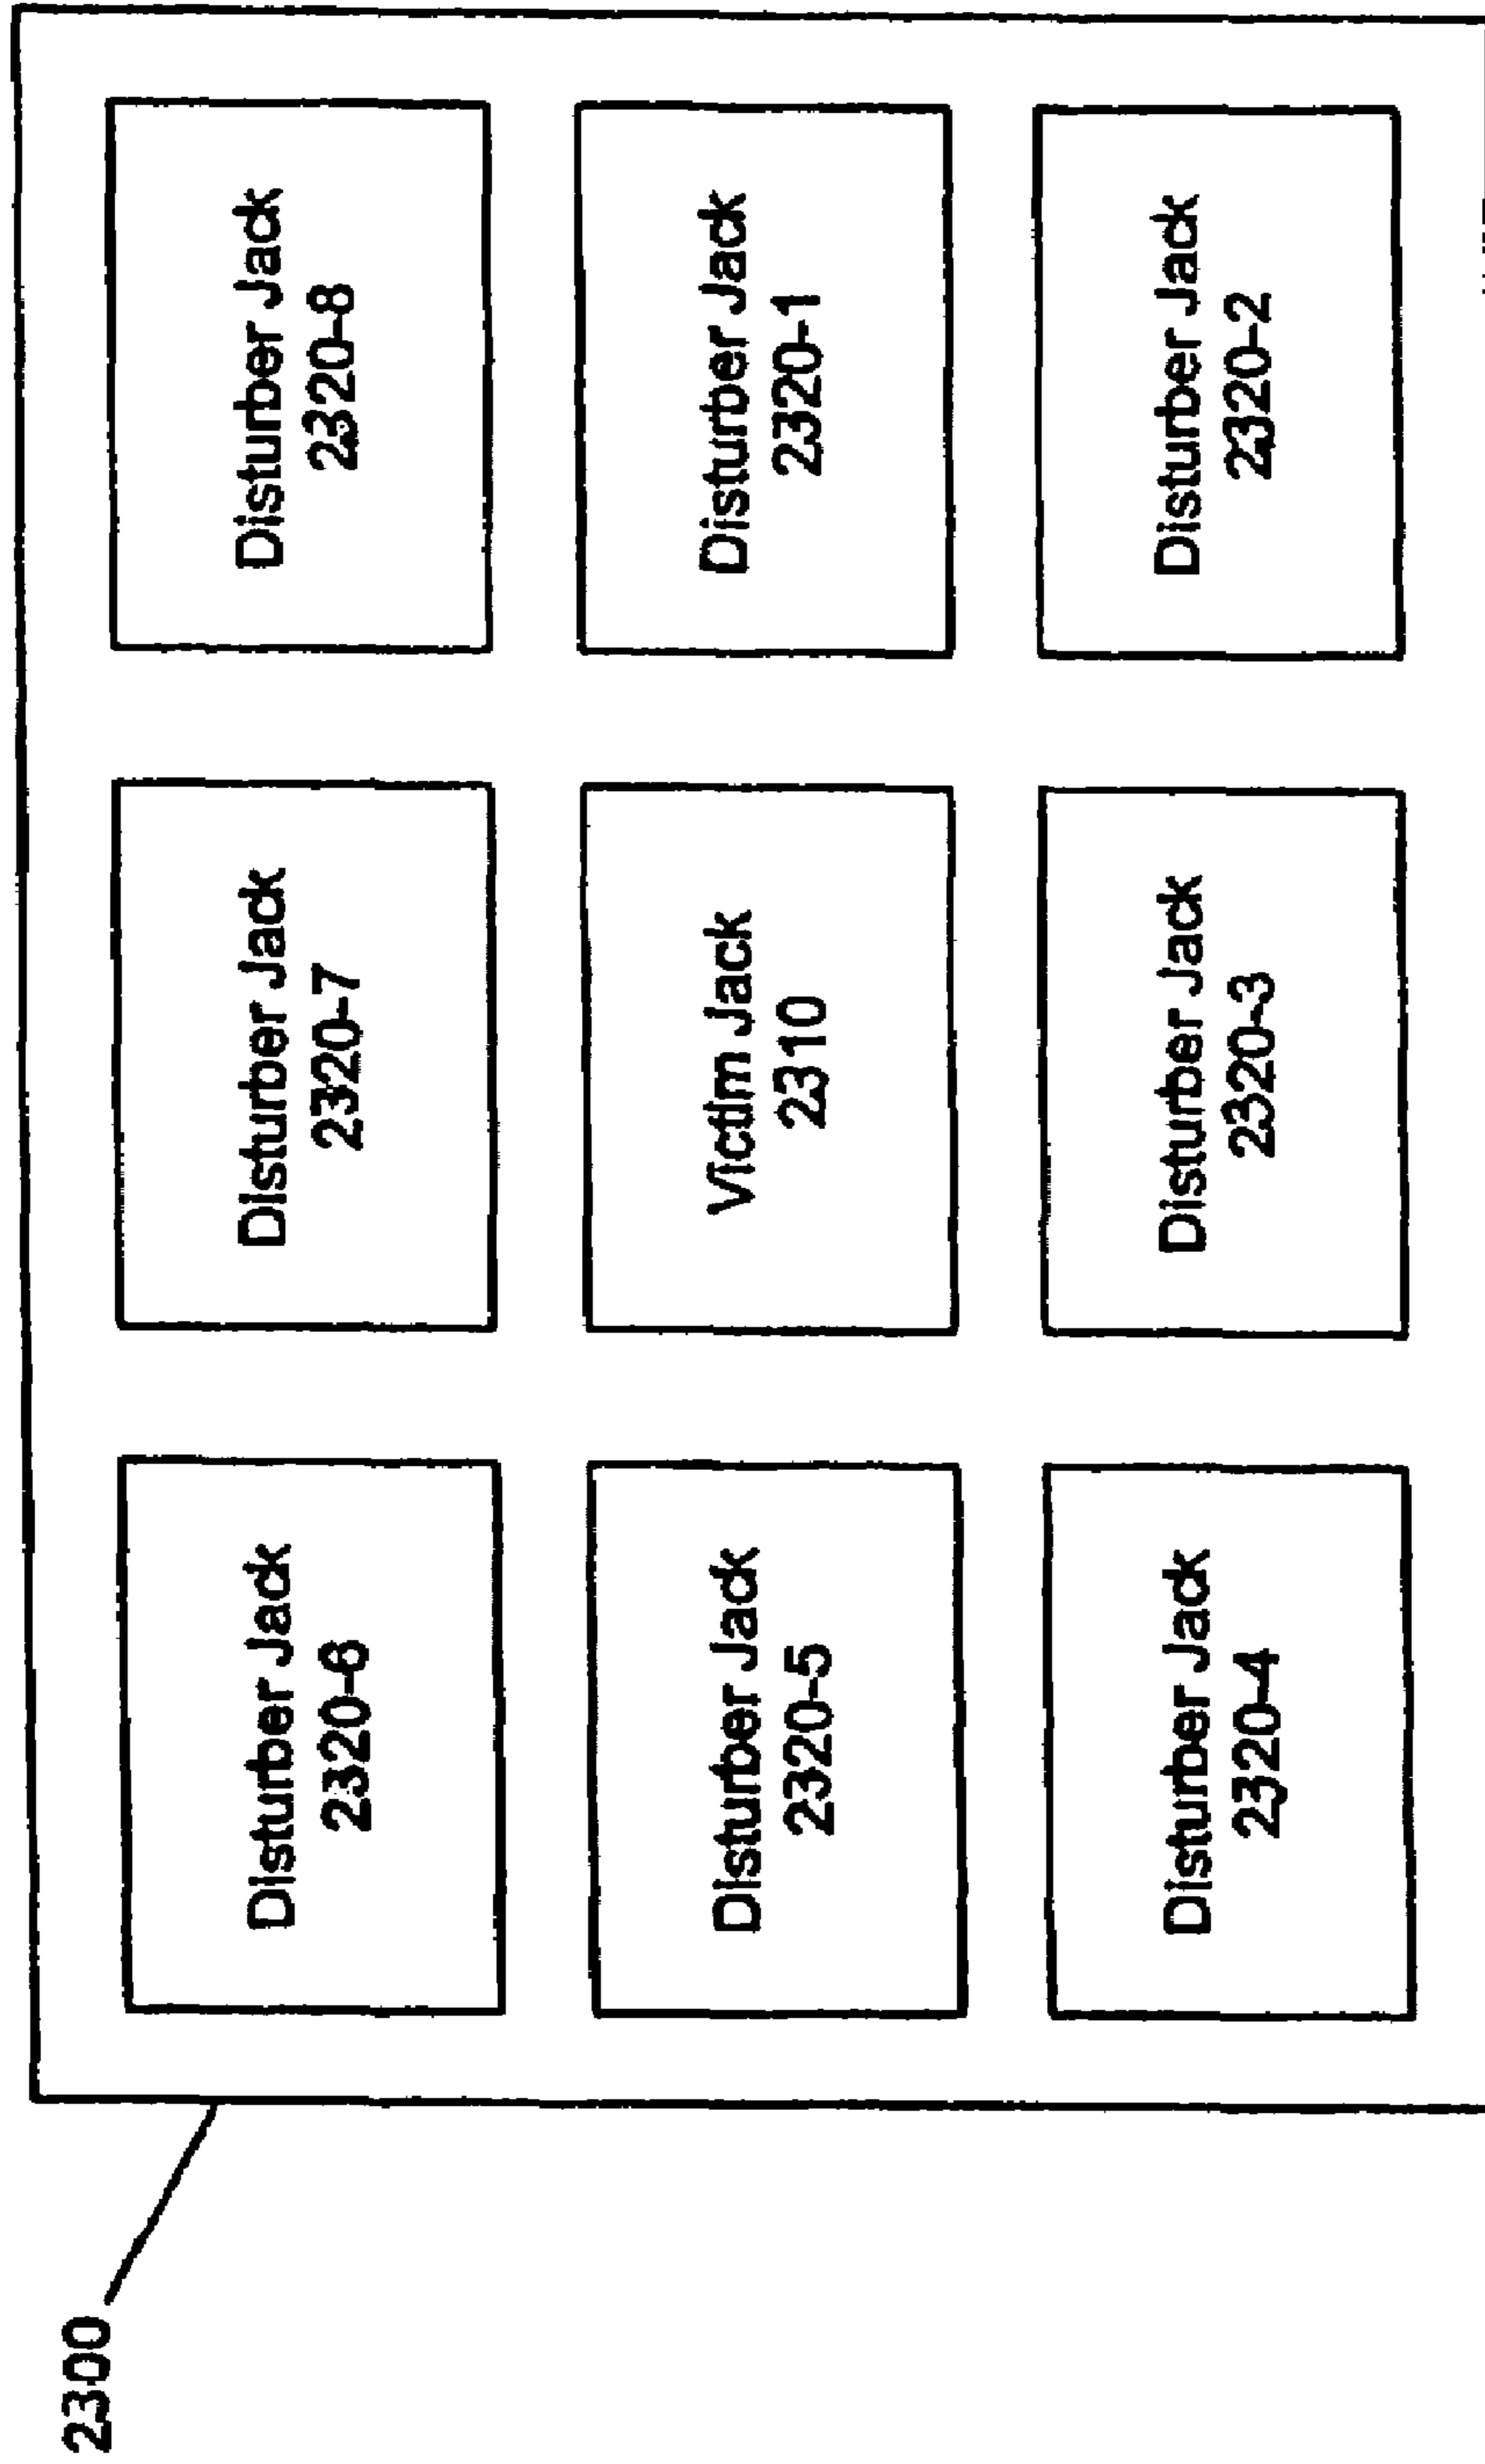 2300
Disturber Jack
2320-6
Disturber Jack
2320-7
Disturber Jack
2320-8
Disturber Jack
2320-5
Victim Jack
2310
Disturber Jack
2320-1
Disturber Jack
2320-4
Disturber Jack
2320-3
Disturber Jack
2320-2